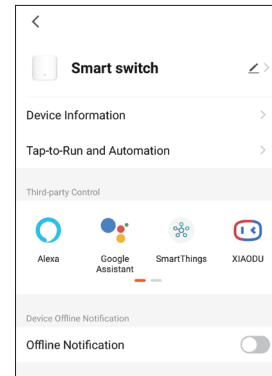 Smart switch
Device Information
Tap-to-Run and Automation
Third-party Control
Alexa
Google
Assistant
SmartThings
XIAODU
Device Offline Notification
Offline Notification